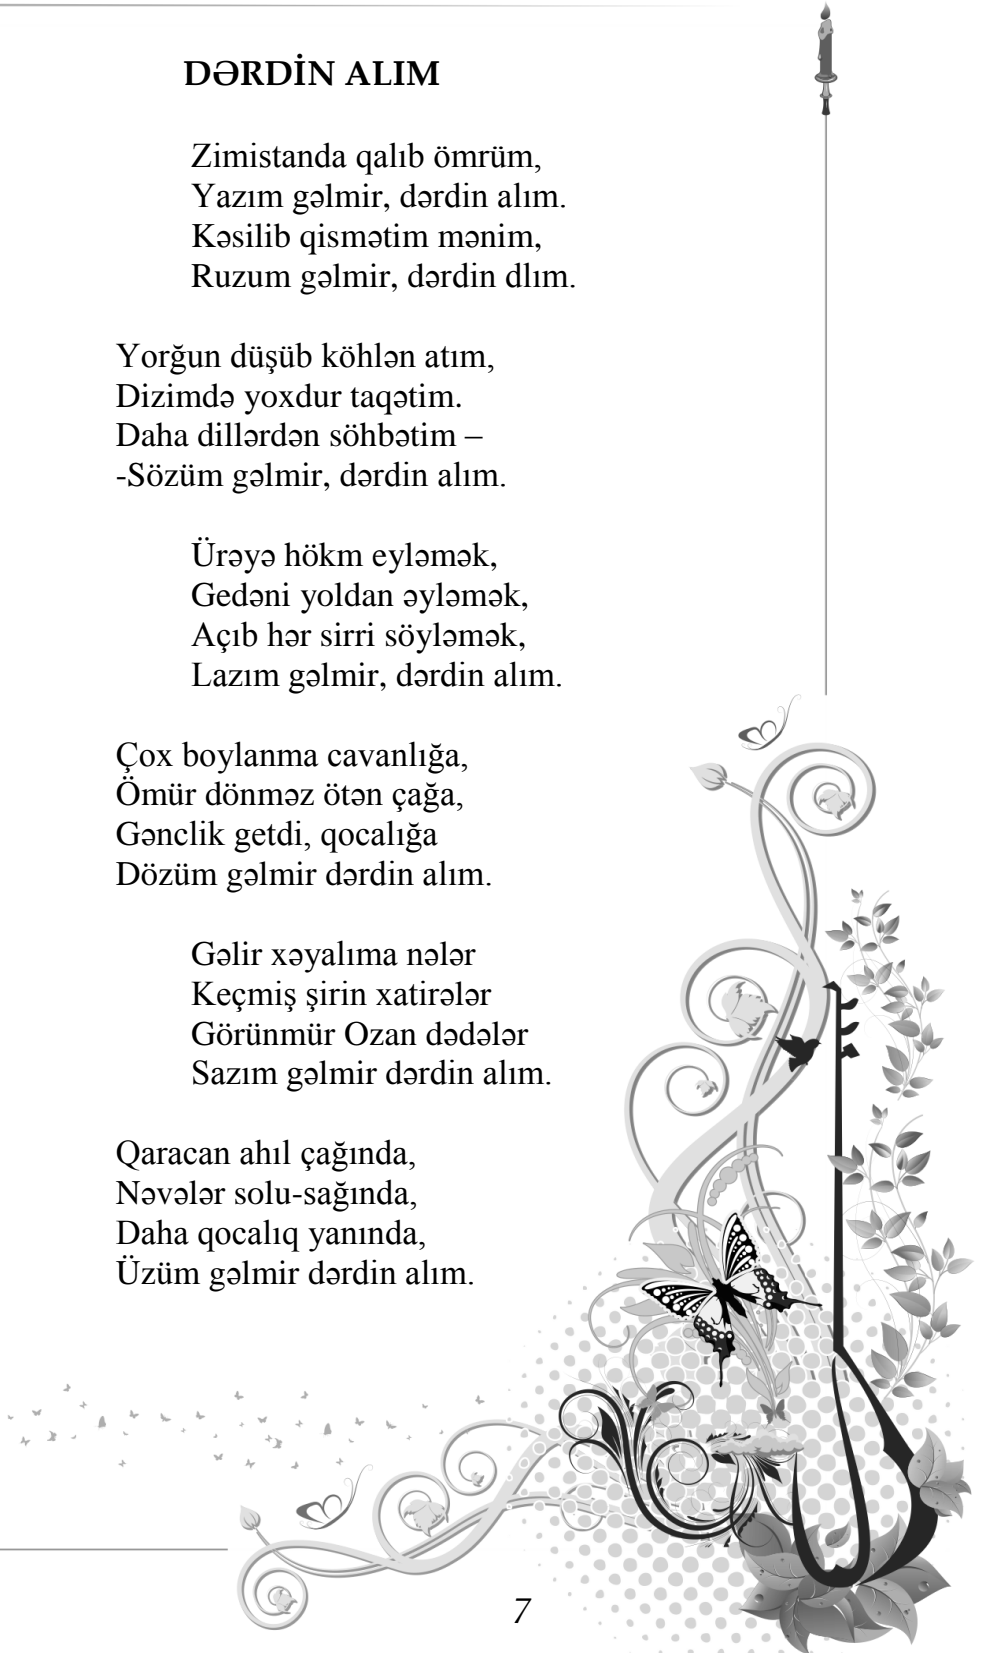 DƏRDİN ALIM
Zimistanda qalıb ömrüm,
Yazım gəlmir, dərdin alım.
Kəsilib qismətim mənim,
Ruzum gəlmir, dərdin dlım.
Yorğun düşüb köhlən atım,
Dizimdə yoxdur taqətim.
Daha dillərdən söhbətim –
-Sözüm gəlmir, dərdin alım.
Ürəyə hökm eyləmək,
Gedəni yoldan əyləmək,
Açıb hər sirri söyləmək,
Lazım gəlmir, dərdin alım.
Çox boylanma cavanlığa,
Ömür dönməz ötən çağa,
Gənclik getdi, qocalığa
Dözüm gəlmir dərdin alım.
Gəlir xəyalıma nələr
Keçmiş şirin xatirələr
Görünmür Ozan dədələr
Sazım gəlmir dərdin alım.
Qaracan ahıl çağında,
Nəvələr solu-sağında,
Daha qocalıq yanında,
Üzüm gəlmir dərdin alım.
7